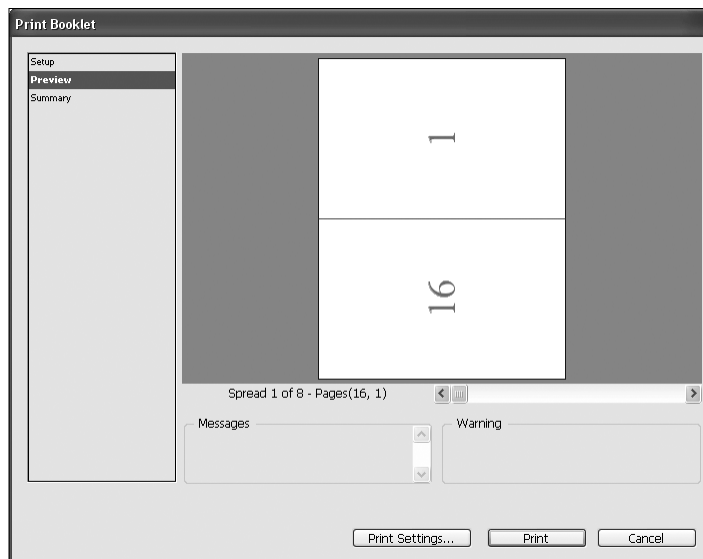 Print Booklet
Setup
Preview
Summary
1
16
Spread 1 of 8 - Pages(16, 1)
Messages
Warning
Print Settings...
Print
Cancel